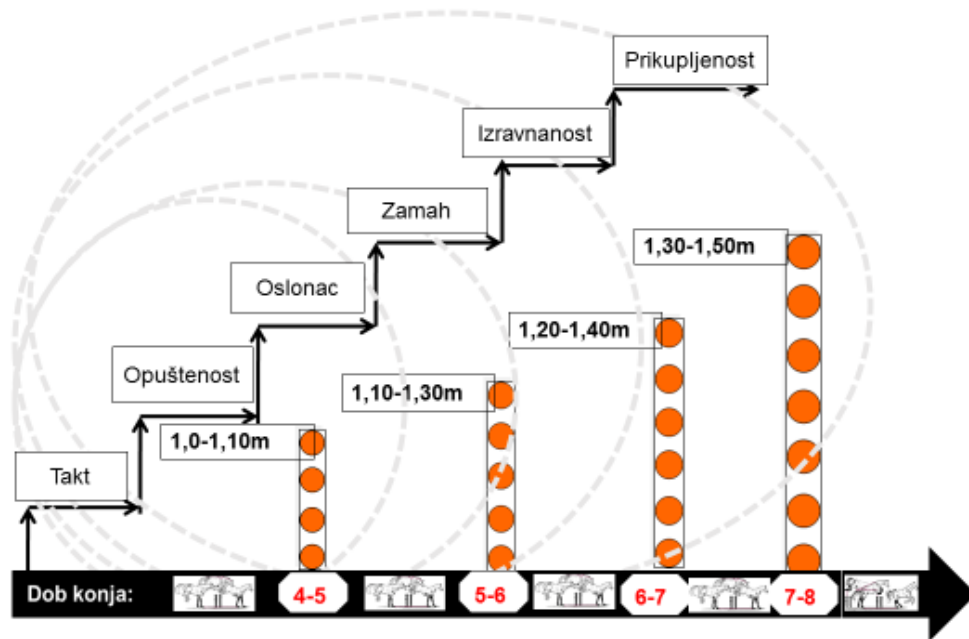 Prikupljenost
Izravnanost
Zamah
1,30-1,50m
Oslonac
1,20-1,40m
Opuštenost
1,10-1,30m
1,0-1,10m
Takt
Dob konja:
4-5
5-6
6-7
7-8